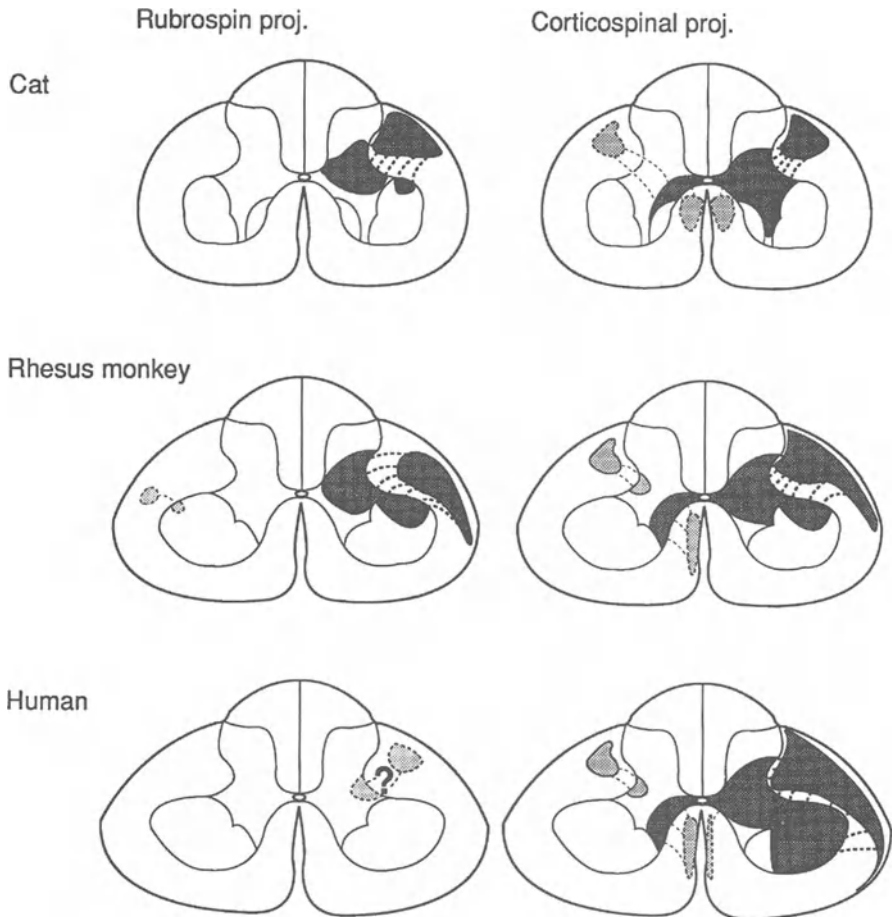 Rubrospin proj.
Corticospinal proj.
Cat
Rhesus monkey
Human
?